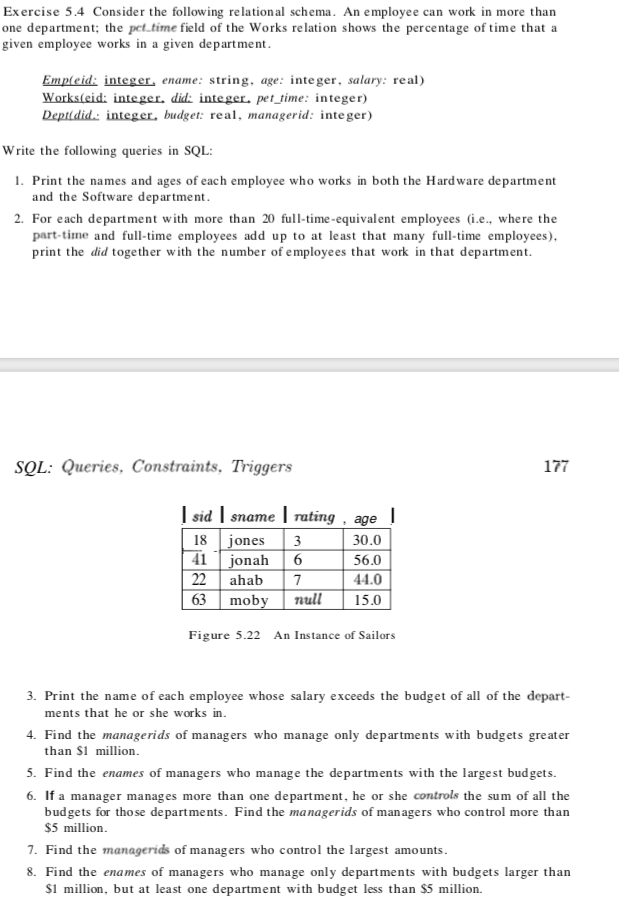 Exercise 5.4 Consider the following relational schema. An employee can work in more than
one department; the pct_time field of the Works relation shows the percentage of time that a
given employee works in a given department.
Emp(eid: integer, ename: string, age: integer, salary: real)
Works(eid: integer, did: integer, pet_time: integer)
Dept(did.: integer, budget: real, managerid: integer)
Write the following queries in SQL:
1. Print the names and ages of each employee who works in both the Hardware department
and the Software department.
2. For each department with more than 20 full-time-equivalent employees (i.e., where the
part-time and full-time employees add up to at least that many full-time employees),
print the did together with the number of employees that work in that department.
SQL: Queries, Constraints, Triggers 177
| sid | sname | rating , age |
18 jones 3 30.0
41 jonah 6 56.0
22 ahab 7 44.0
63 moby null 15.0
Figure 5.22 An Instance of Sailors
3. Print the name of each employee whose salary exceeds the budget of all of the depart-
ments that he or she works in.
4. Find the managerids of managers who manage only departments with budgets greater
than $1 million.
5. Find the enames of managers who manage the departments with the largest budgets.
6. If a manager manages more than one department, he or she controls the sum of all the
budgets for those departments. Find the managerids of managers who control more than
$5 million.
7. Find the managerids of managers who control the largest amounts.
8. Find the enames of managers who manage only departments with budgets larger than
$1 million, but at least one department with budget less than $5 million.